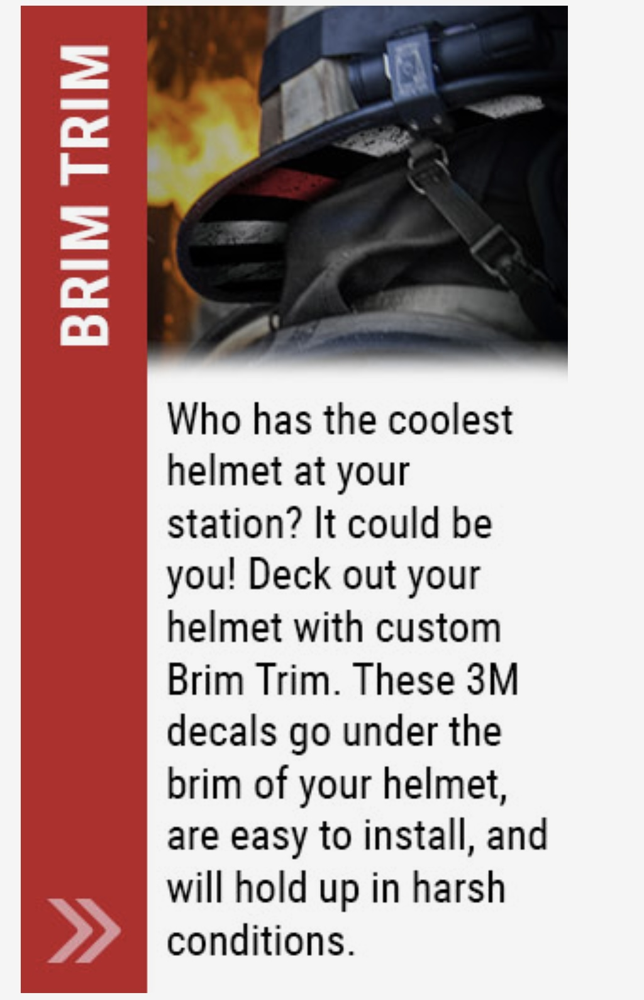 BRIM TRIM
Who has the coolest
helmet at your
station? It could be
you! Deck out your
helmet with custom
Brim Trim. These 3M
decals go under the
brim of your helmet,
are easy to install, and
will hold up in harsh
conditions.